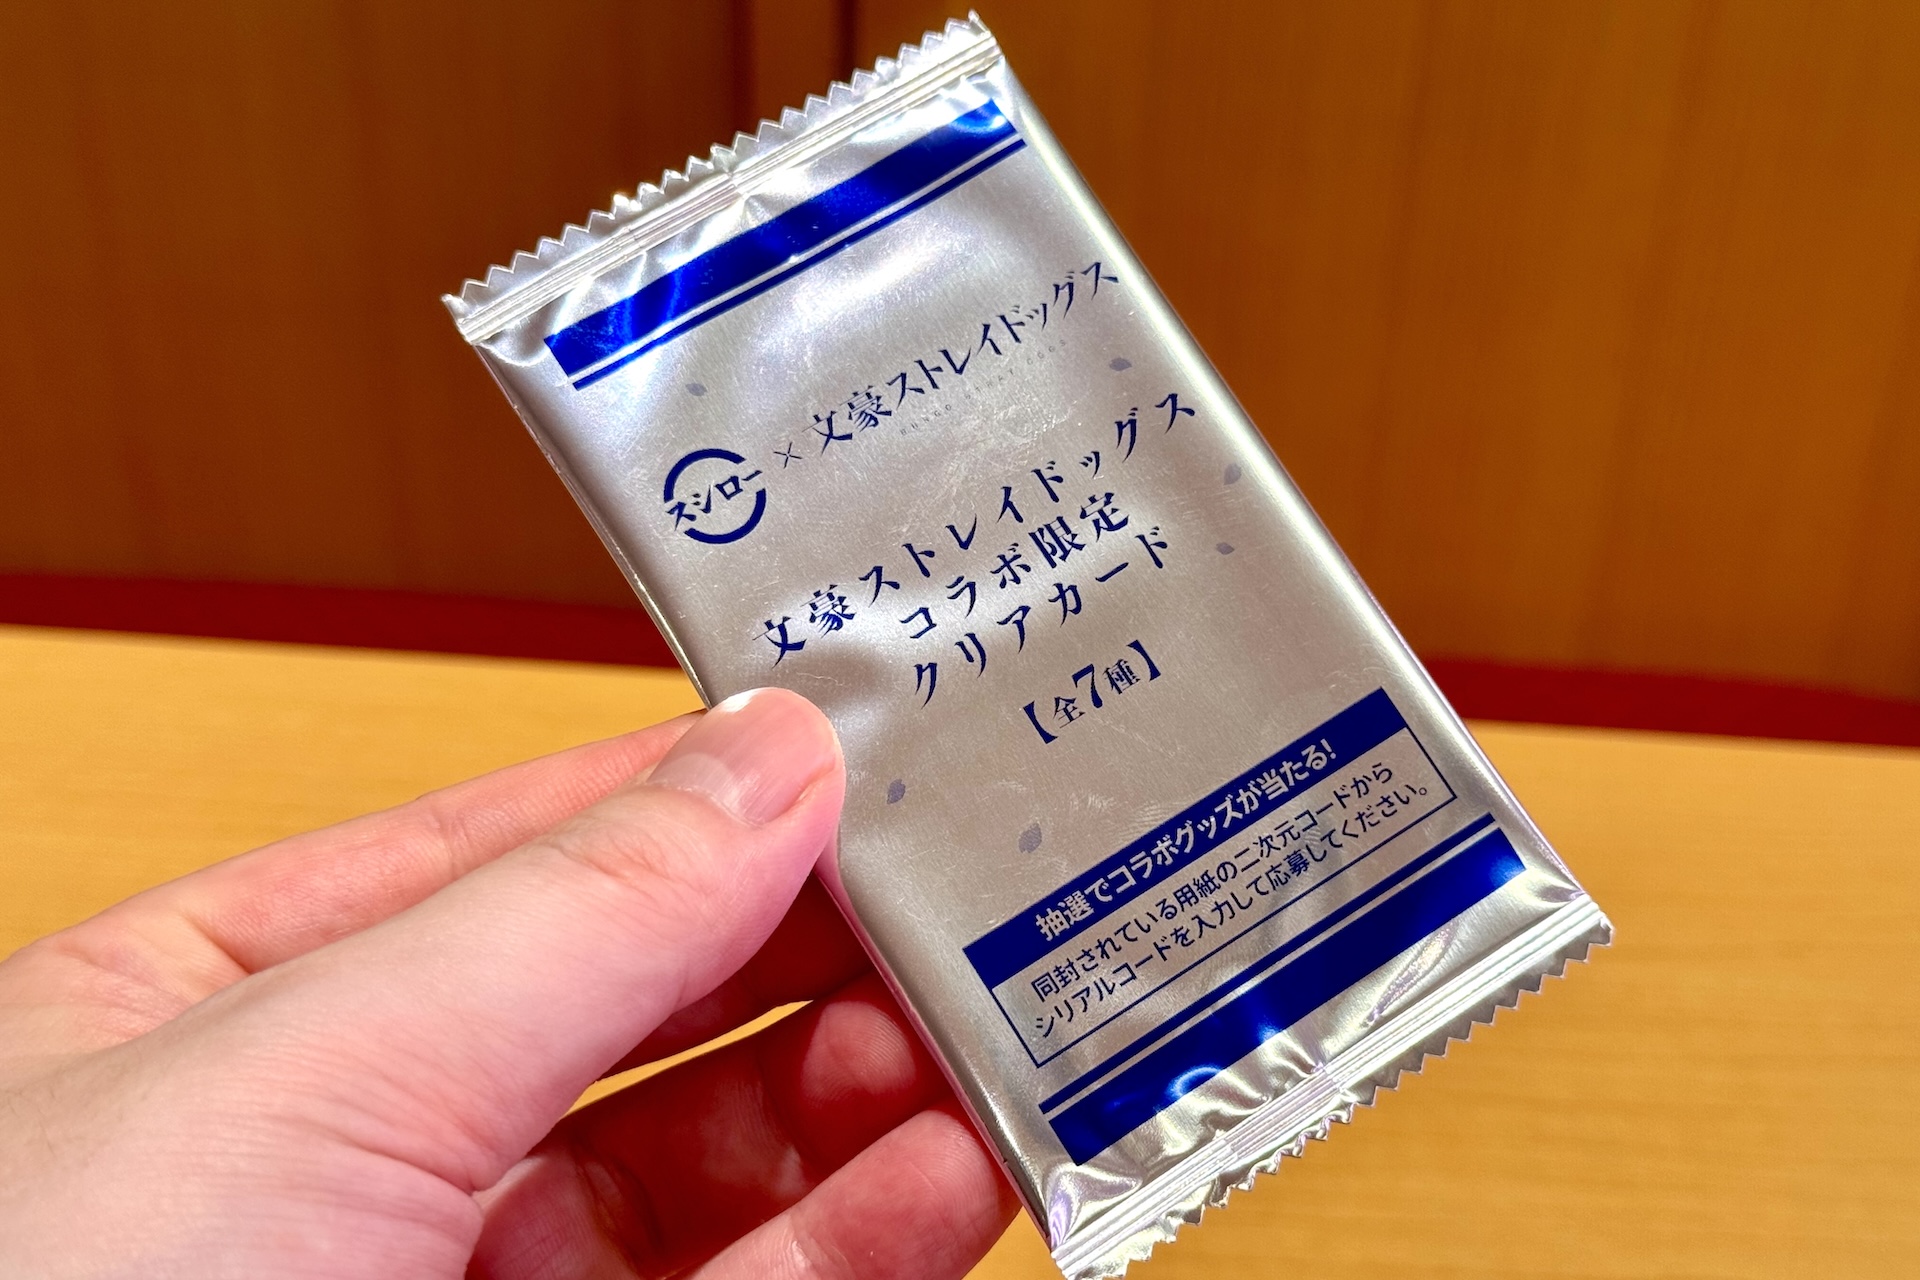 スシロー × 文豪ストレイドッグス
BUNGO STRAY DOGS
文豪ストレイドッグス
コラボ限定
クリアカード
【全7種】
抽選でコラボグッズが当たる!
同封されている用紙の二次元コードから
シリアルコードを入力して応募してください。